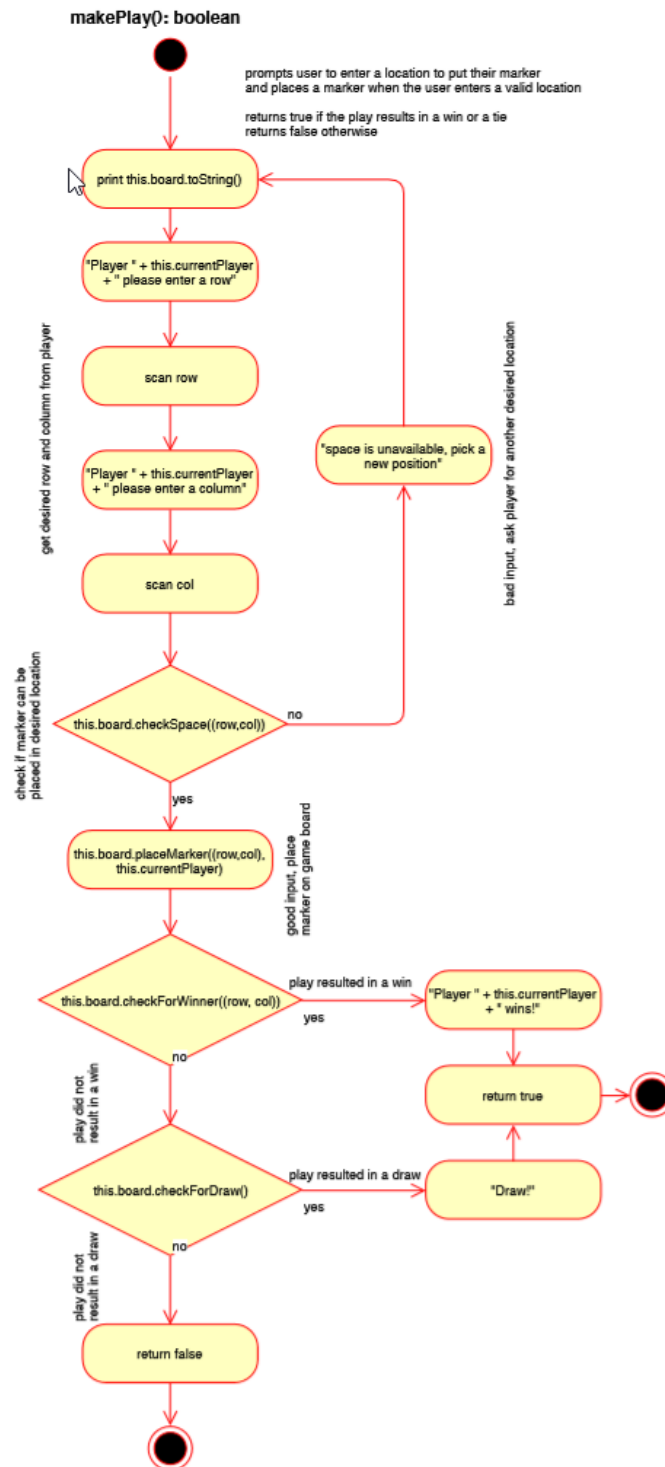 makePlay(): boolean
prompts user to enter a location to put their marker
and places a marker when the user enters a valid location
returns true if the play results in a win or a tie
returns false otherwise
print this.board.toString()
"Player " + this.currentPlayer
+ " please enter a row"
get desired row and column from player
scan row
"Player " + this.currentPlayer
+ " please enter a column"
scan col
"space is unavailable, pick a
new position"
bad input, ask player for another desired location
check if marker can be
placed in desired location
this.board.checkSpace((row,col))
no
yes
this.board.placeMarker((row,col),
this.currentPlayer)
good input, place
marker on game board
this.board.checkForWinner((row, col))
play resulted in a win
yes
"Player " + this.currentPlayer
+ " wins!"
no
play did not
result in a win
return true
this.board.checkForDraw()
play resulted in a draw
yes
"Draw!"
no
play did not
result in a draw
return false